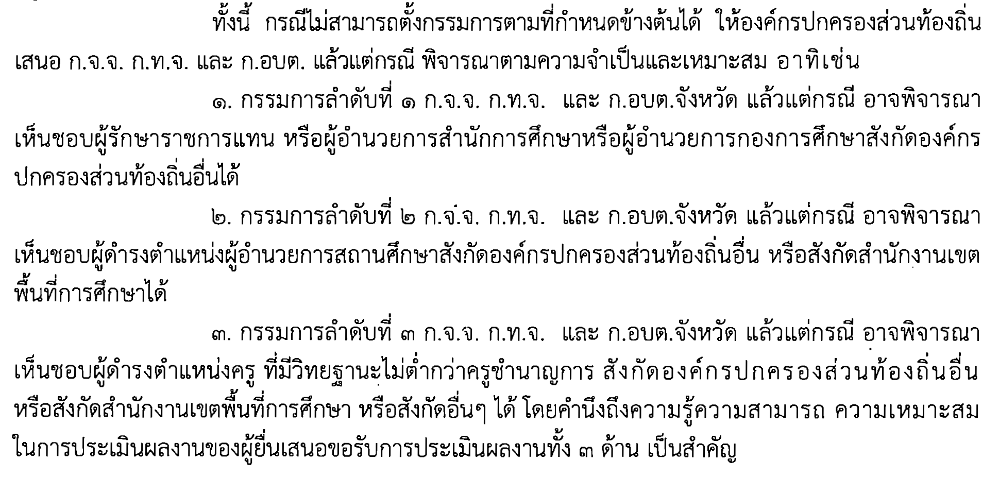 ทั้งนี้ กรณีไม่สามารถตั้งกรรมการตามที่กำหนดข้างต้นได้ ให้องค์กรปกครองส่วนท้องถิ่น
เสนอ ก.จ.จ. ก.ท.จ. และ ก.อบต. แล้วแต่กรณี พิจารณาตามความจำเป็นและเหมาะสม อาทิเช่น
๑. กรรมการลำดับที่ ๑ ก.จ.จ. ก.ท.จ. และ ก.อบต.จังหวัด แล้วแต่กรณี อาจพิจารณา
เห็นชอบผู้รักษาราชการแทน หรือผู้อำนวยการสำนักการศึกษาหรือผู้อำนวยการกองการศึกษาสังกัดองค์กร
ปกครองส่วนท้องถิ่นอื่นได้
๒. กรรมการลำดับที่ ๒ ก.จ.จ. ก.ท.จ. และ ก.อบต.จังหวัด แล้วแต่กรณี อาจพิจารณา
เห็นชอบผู้ดำรงตำแหน่งผู้อำนวยการสถานศึกษาสังกัดองค์กรปกครองส่วนท้องถิ่นอื่น หรือสังกัดสำนักงานเขต
พื้นที่การศึกษาได้
๓. กรรมการลำดับที่ ๓ ก.จ.จ. ก.ท.จ. และ ก.อบต.จังหวัด แล้วแต่กรณี อาจพิจารณา
เห็นชอบผู้ดำรงตำแหน่งครู ที่มีวิทยฐานะไม่ต่ำกว่าครูชำนาญการ สังกัดองค์กรปกครองส่วนท้องถิ่นอื่น
หรือสังกัดสำนักงานเขตพื้นที่การศึกษา หรือสังกัดอื่นๆ ได้ โดยคำนึงถึงความรู้ความสามารถ ความเหมาะสม
ในการประเมินผลงานของผู้ยื่นเสนอขอรับการประเมินผลงานทั้ง ๓ ด้าน เป็นสำคัญ